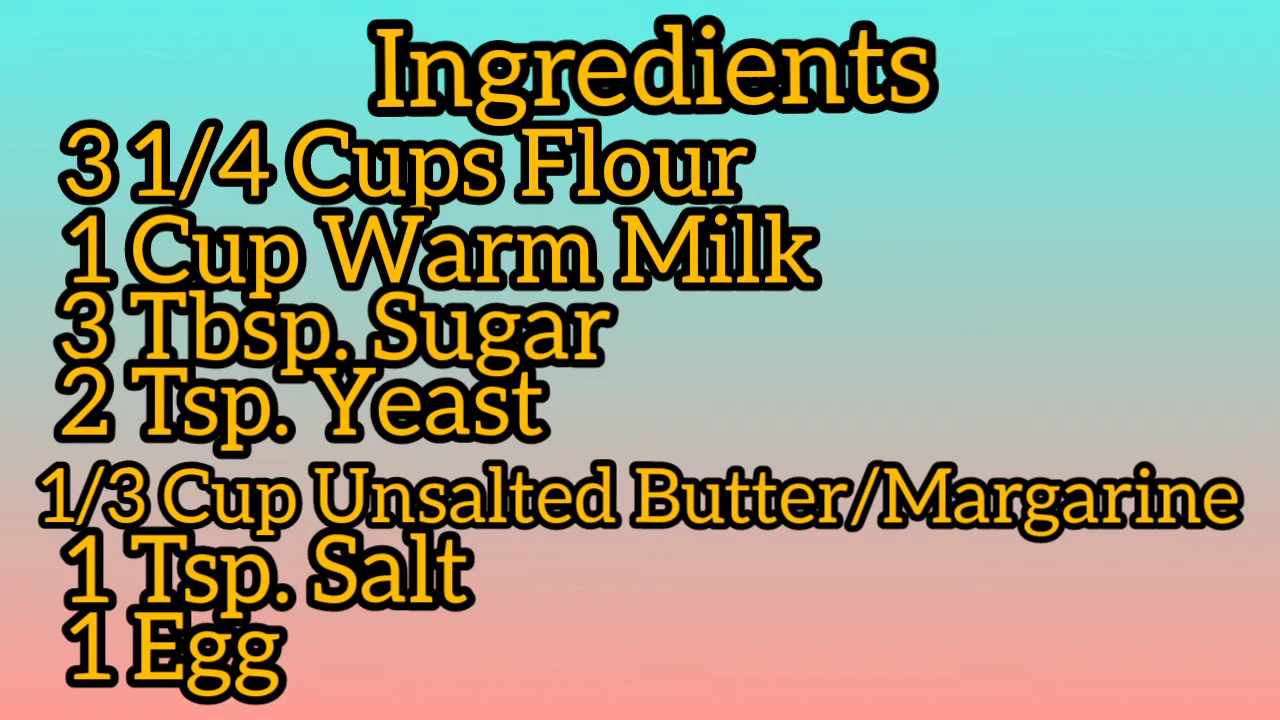 Ingredients
3 1/4 Cups Flour
1 Cup Warm Milk
3 Tbsp. Sugar
2 Tsp. Yeast
1/3 Cup Unsalted Butter/Margarine
1 Tsp. Salt
1 Egg